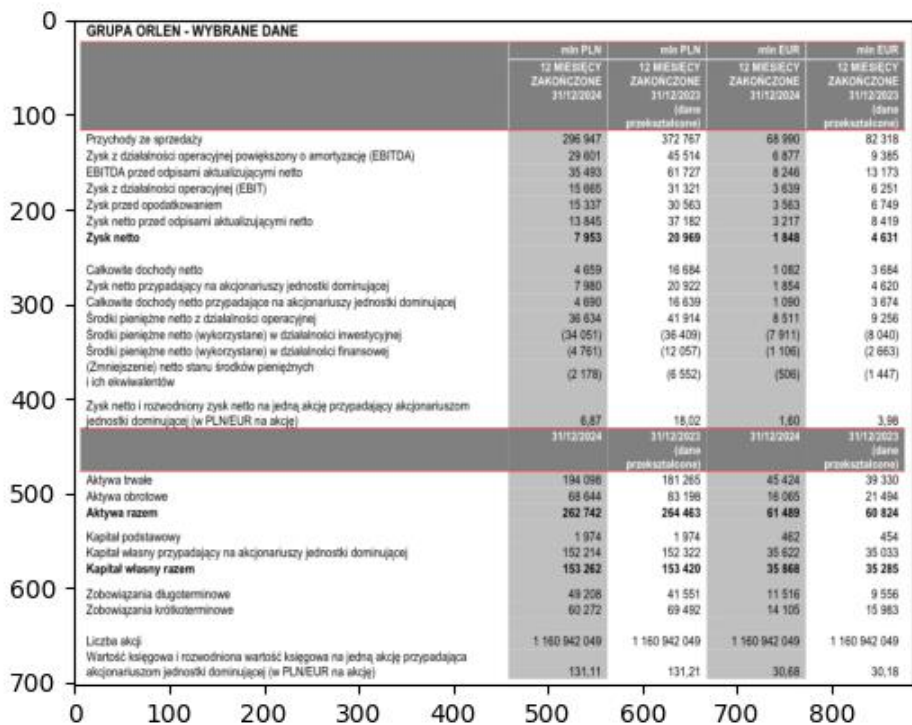 0
GRUPA ORLEN - WYBRANE DANE
mln PLN mln PLN mln EUR mln EUR
12 MIESIĘCY 12 MIESIĘCY 12 MIESIĘCY 12 MIESIĘCY
ZAKOŃCZONE ZAKOŃCZONE ZAKOŃCZONE ZAKOŃCZONE
31/12/2024 31/12/2023 31/12/2024 31/12/2023
100 (dane (dane
przekształcone) przekształcone)
Przychody ze sprzedaży 296 947 372 767 68 990 82 318
Zysk z działalności operacyjnej powiększony o amortyzację (EBITDA) 29 601 45 514 6 877 9 385
EBITDA przed odpisami aktualizującymi netto 35 493 61 727 8 246 13 173
Zysk z działalności operacyjnej (EBIT) 15 665 31 321 3 639 6 251
200 Zysk przed opodatkowaniem 15 337 30 563 3 563 6 749
Zysk netto przed odpisami aktualizującymi netto 13 845 37 182 3 217 8 419
Zysk netto 7 953 20 969 1 848 4 631
Całkowite dochody netto 4 659 16 684 1 082 3 684
Zysk netto przypadający na akcjonariuszy jednostki dominującej 7 980 20 922 1 854 4 620
300 Całkowite dochody netto przypadające na akcjonariuszy jednostki dominującej 4 690 16 639 1 090 3 674
Środki pieniężne netto z działalności operacyjnej 36 634 41 914 8 511 9 256
Środki pieniężne netto (wykorzystane) w działalności inwestycyjnej (34 051) (36 409) (7 911) (8 040)
Środki pieniężne netto (wykorzystane) w działalności finansowej (4 761) (12 057) (1 106) (2 663)
(Zmniejszenie) netto stanu środków pieniężnych
i ich ekwiwalentów (2 178) (6 552) (506) (1 447)
400 Zysk netto i rozwodniony zysk netto na jedną akcję przypadający akcjonariuszom
jednostki dominującej (w PLN/EUR na akcję) 6,87 18,02 1,60 3,98
31/12/2024 31/12/2023 31/12/2024 31/12/2023
(dane (dane
przekształcone) przekształcone)
Aktywa trwałe 194 098 181 265 45 424 39 330
500 Aktywa obrotowe 68 644 83 198 16 065 21 494
Aktywa razem 262 742 264 463 61 489 60 824
Kapitał podstawowy 1 974 1 974 462 454
Kapitał własny przypadający na akcjonariuszy jednostki dominującej 152 214 152 322 35 622 35 033
Kapitał własny razem 153 262 153 420 35 868 35 285
600 Zobowiązania długoterminowe 49 208 41 551 11 516 9 556
Zobowiązania krótkoterminowe 60 272 69 492 14 105 15 983
Liczba akcji 1 160 942 049 1 160 942 049 1 160 942 049 1 160 942 049
Wartość księgowa i rozwodniona wartość księgowa na jedną akcję przypadająca
akcjonariuszom jednostki dominującej (w PLN/EUR na akcję) 131,11 131,21 30,68 30,18
700
0 100 200 300 400 500 600 700 800